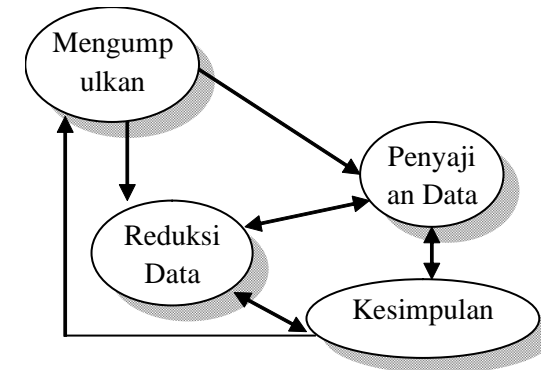 Mengump
ulkan
Penyaji
an Data
Reduksi
Data
Kesimpulan